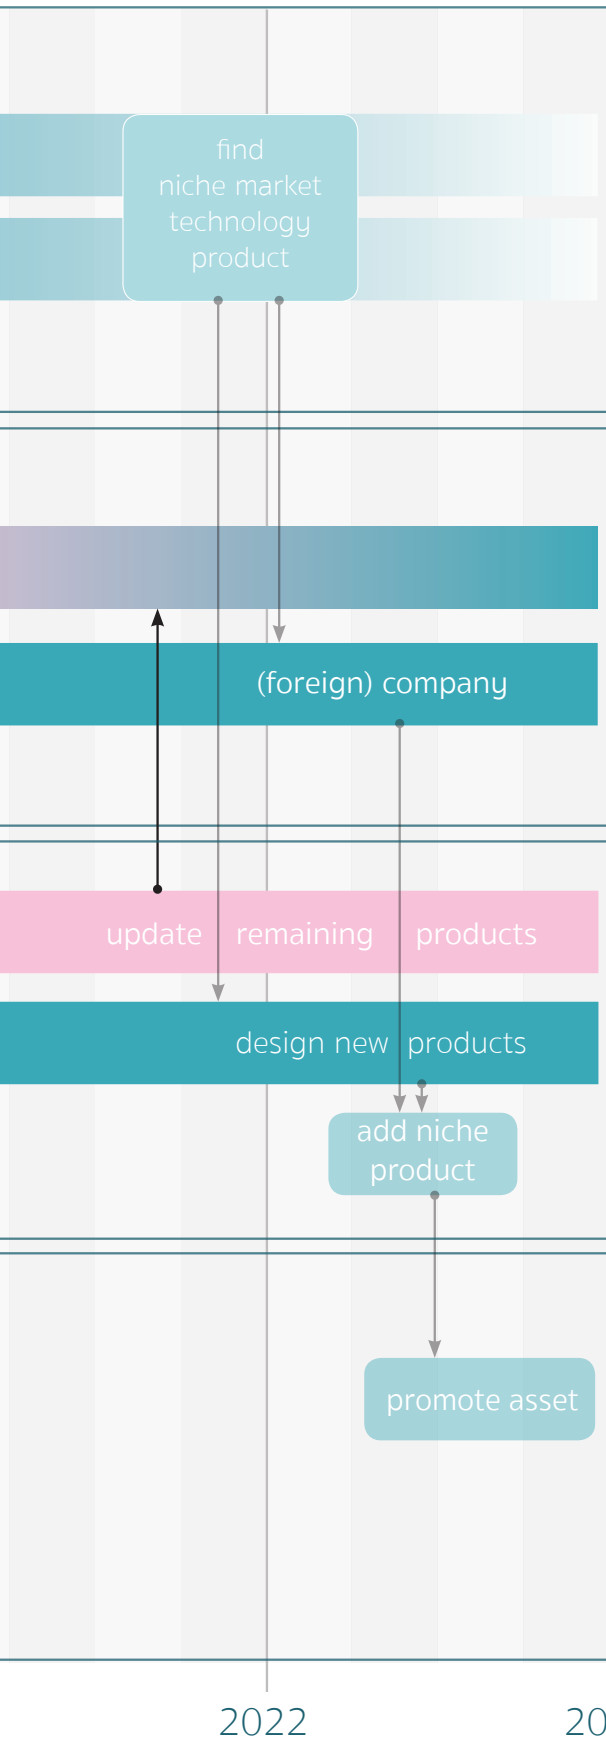 find
niche market
technology
product
(foreign) company
update remaining products
design new products
add niche
product
promote asset
2022 20